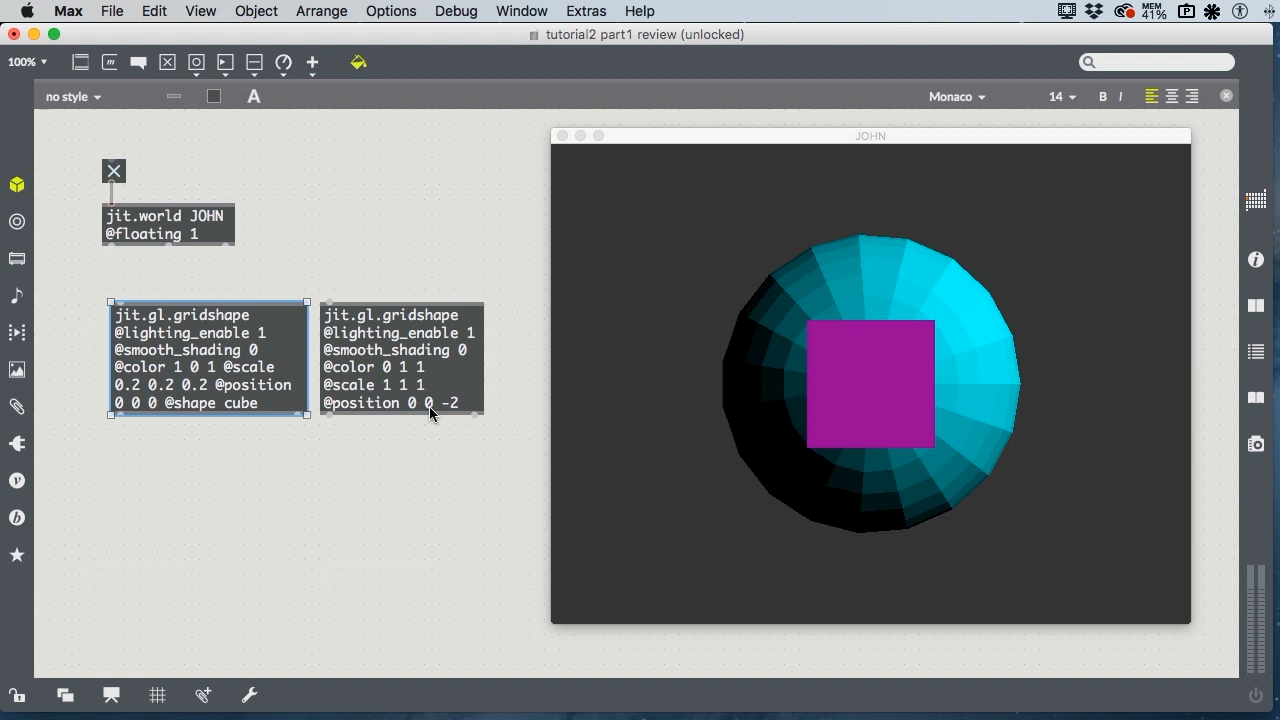 Max File Edit View Object Arrange Options Debug Window Extras Help MEM 41%
tutorial2 part1 review (unlocked)
100%
no style A Monaco 14 B I
JOHN
jit.world JOHN
@floating 1
jit.gl.gridshape
@lighting_enable 1
@smooth_shading 0
@color 1 0 1 @scale
0.2 0.2 0.2 @position
0 0 0 @shape cube
jit.gl.gridshape
@lighting_enable 1
@smooth_shading 0
@color 0 1 1
@scale 1 1 1
@position 0 0 -2